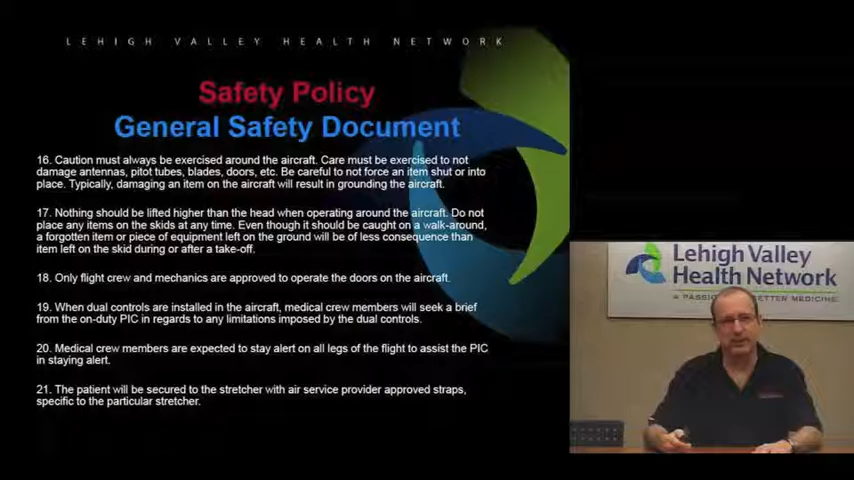 LEHIGH VALLEY HEALTH NETWORK
Safety Policy
General Safety Document
16. Caution must always be exercised around the aircraft. Care must be exercised to not
damage antennas, pitot tubes, blades, doors, etc. Be careful to not force an item shut or into
place. Typically, damaging an item on the aircraft will result in grounding the aircraft.
17. Nothing should be lifted higher than the head when operating around the aircraft. Do not
place any items on the skids at any time. Even though it should be caught on a walk-around,
a forgotten item or piece of equipment left on the ground will be of less consequence than
item left on the skid during or after a take-off.
18. Only flight crew and mechanics are approved to operate the doors on the aircraft.
19. When dual controls are installed in the aircraft, medical crew members will seek a brief
from the on-duty PIC in regards to any limitations imposed by the dual controls.
20. Medical crew members are expected to stay alert on all legs of the flight to assist the PIC
in staying alert.
21. The patient will be secured to the stretcher with air service provider approved straps,
specific to the particular stretcher.
Lehigh Valley
Health Network
A PASSION BETTER MEDICINE